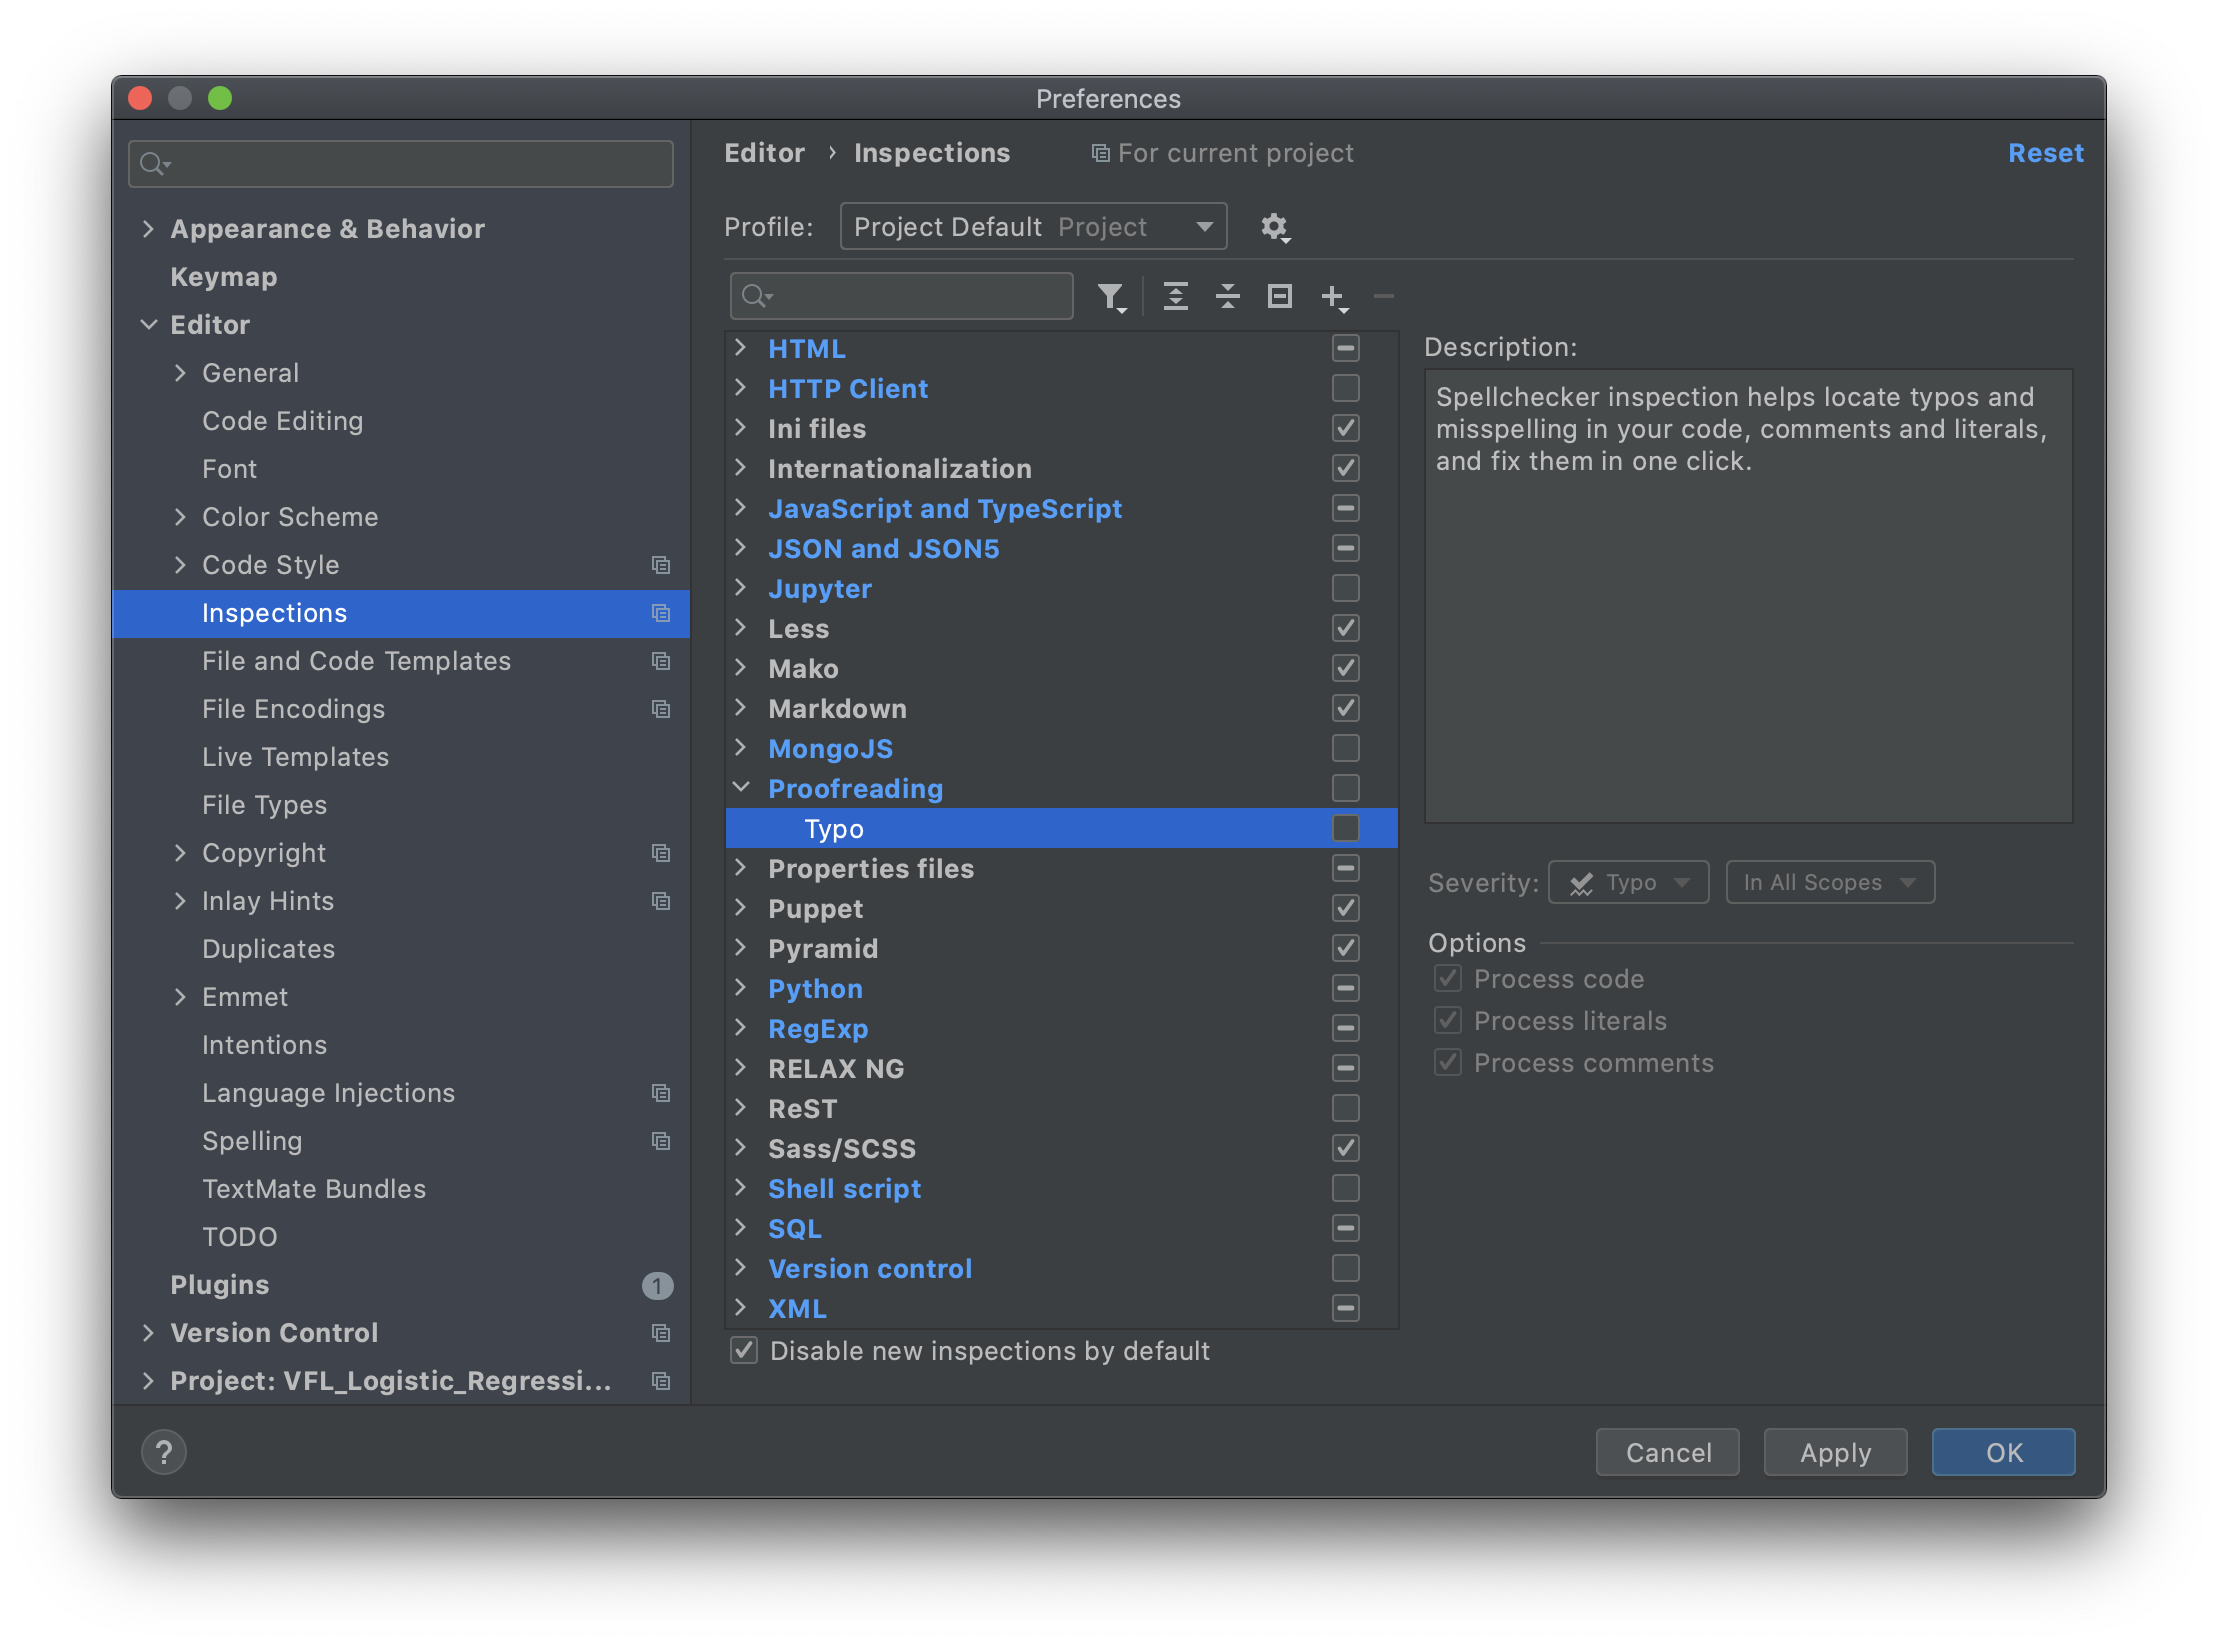 Preferences
Appearance & Behavior
Keymap
Editor
General
Code Editing
Font
Color Scheme
Code Style
Inspections
File and Code Templates
File Encodings
Live Templates
File Types
Copyright
Inlay Hints
Duplicates
Emmet
Intentions
Language Injections
Spelling
TextMate Bundles
TODO
Plugins 1
Version Control
Project: VFL_Logistic_Regressi...
Editor › Inspections For current project Reset
Profile: Project Default Project
HTML
HTTP Client
Ini files
Internationalization
JavaScript and TypeScript
JSON and JSON5
Jupyter
Less
Mako
Markdown
MongoJS
Proofreading
Typo
Properties files
Puppet
Pyramid
Python
RegExp
RELAX NG
ReST
Sass/SCSS
Shell script
SQL
Version control
XML
Disable new inspections by default
Description:
Spellchecker inspection helps locate typos and
misspelling in your code, comments and literals,
and fix them in one click.
Severity: Typo In All Scopes
Options
Process code
Process literals
Process comments
? Cancel Apply OK